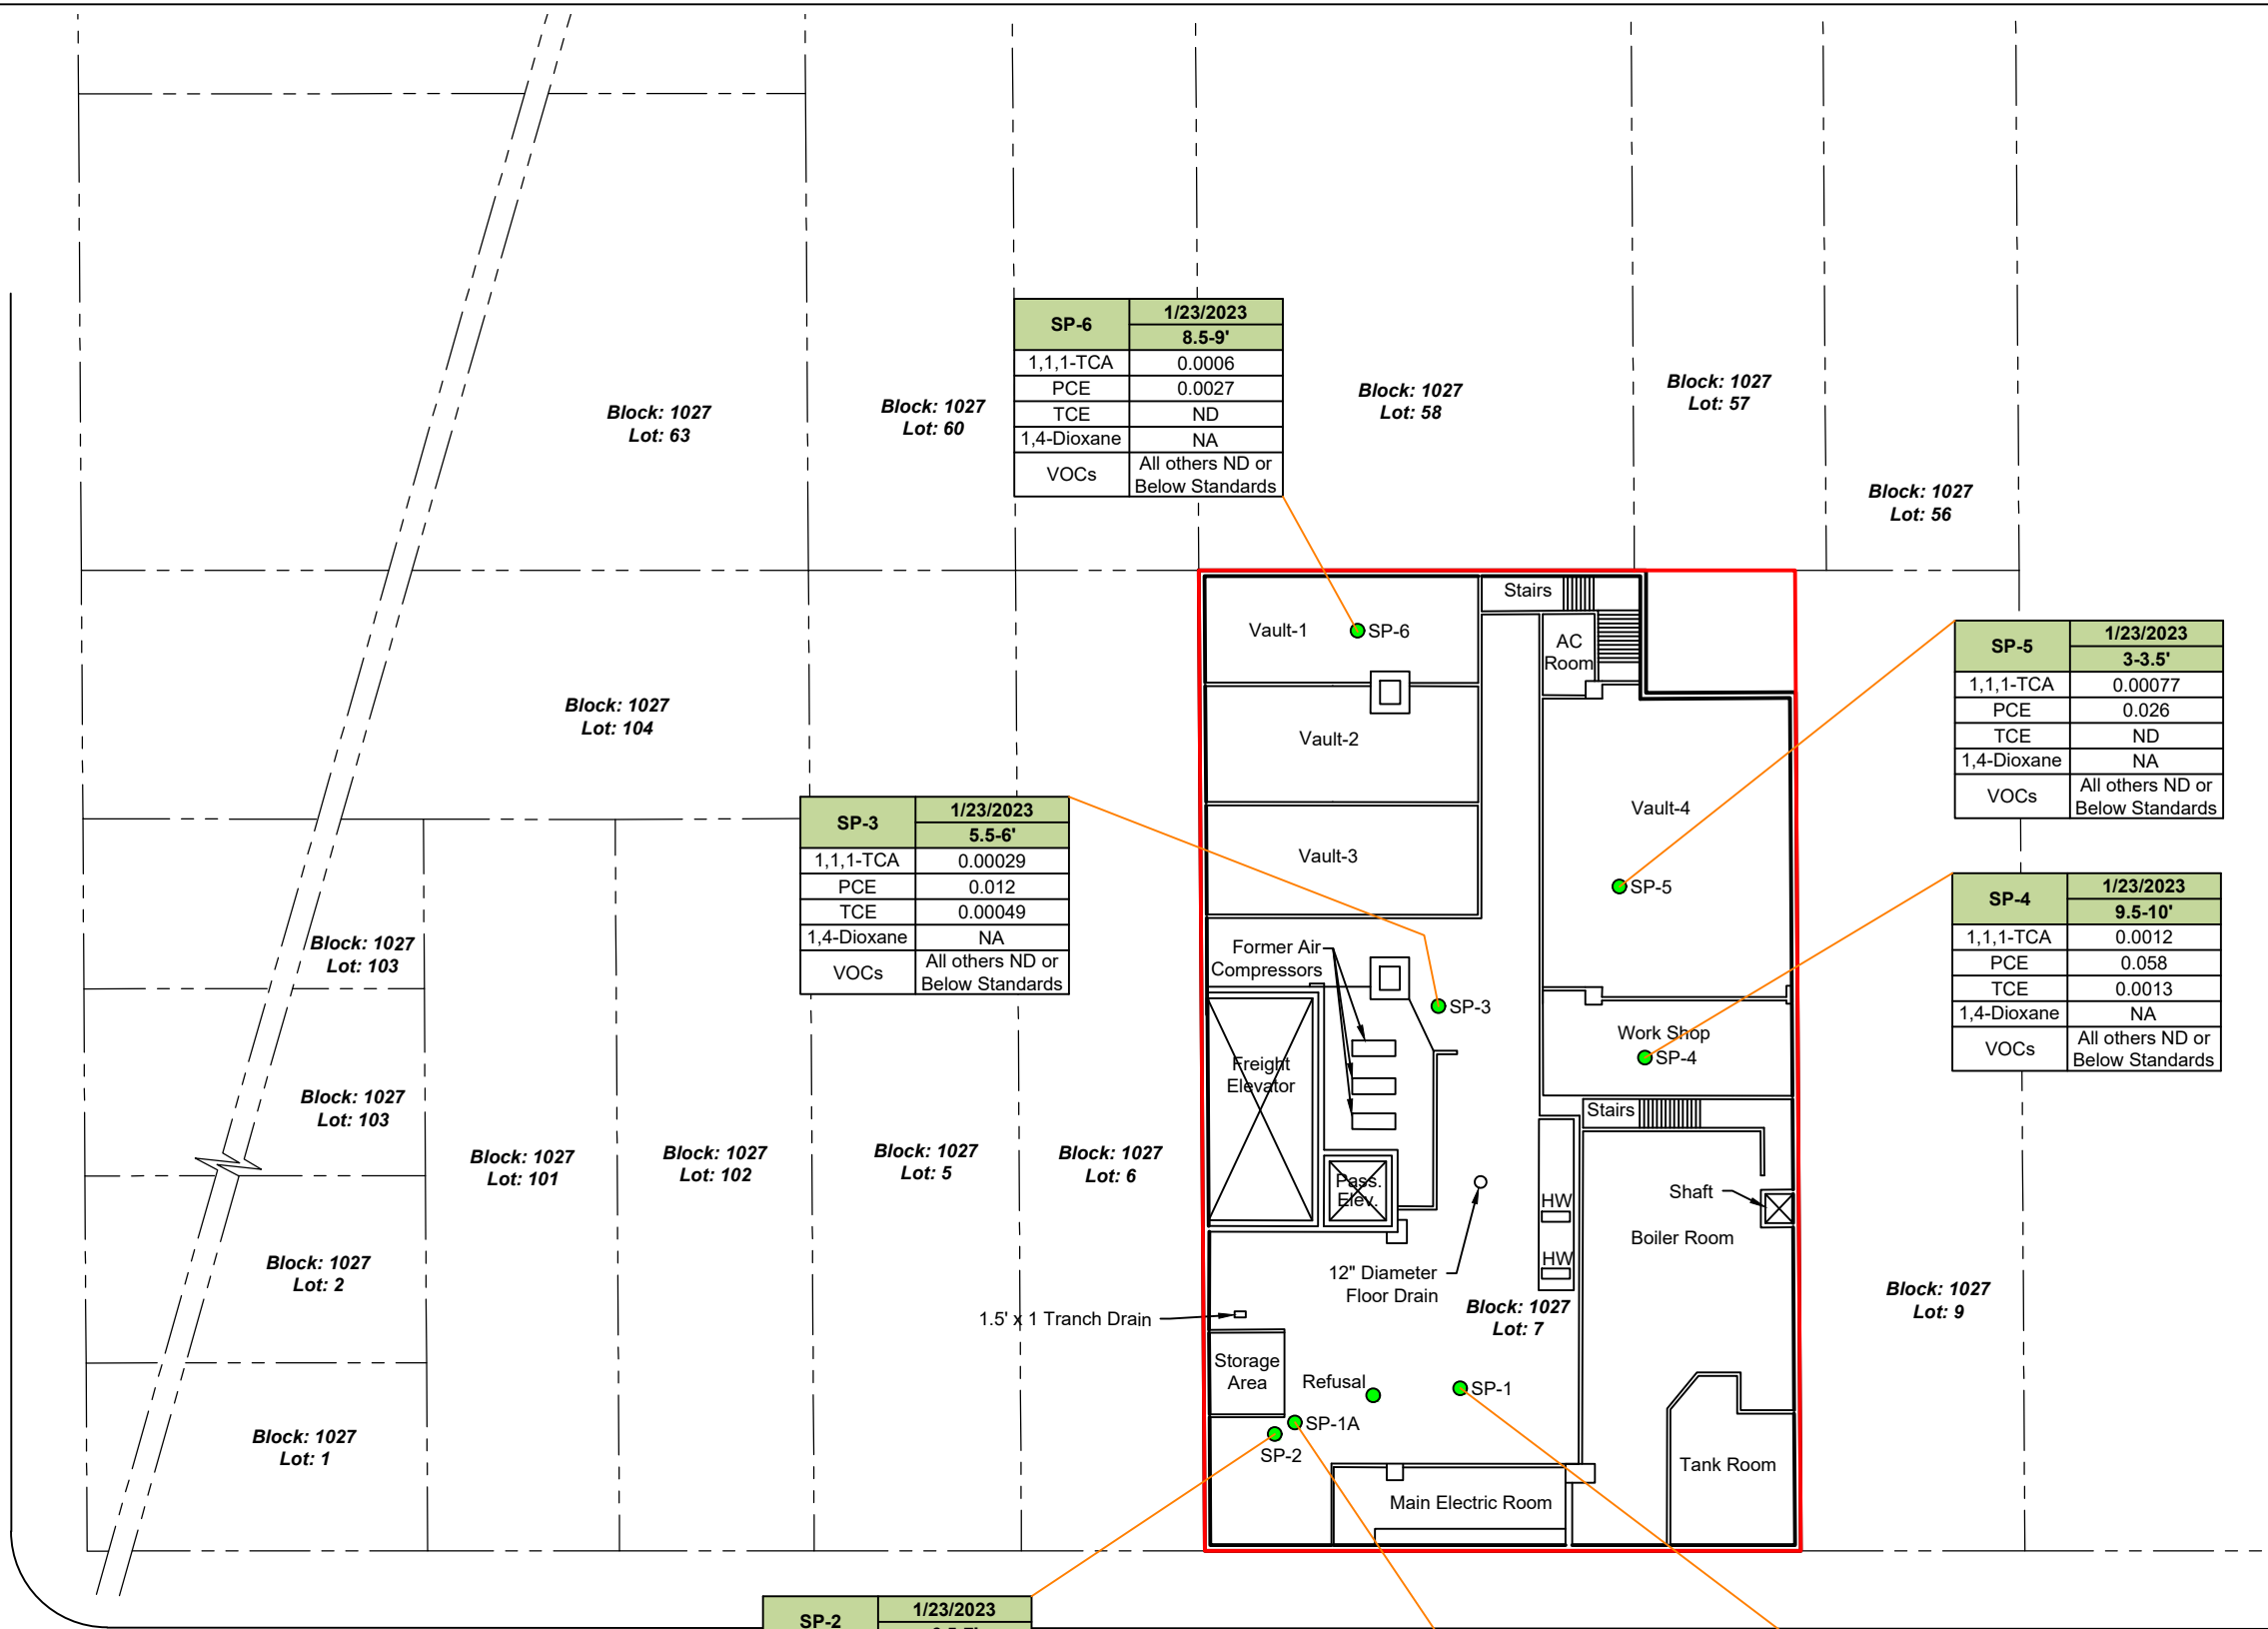 SP-6 1/23/2023
8.5-9'
1,1,1-TCA 0.0006
PCE 0.0027
TCE ND
1,4-Dioxane NA
VOCs All others ND or
Below Standards
Block: 1027
Lot: 63
Block: 1027
Lot: 60
Block: 1027
Lot: 58
Block: 1027
Lot: 57
Block: 1027
Lot: 56
Stairs
Vault-1
SP-6
AC
Room
SP-5 1/23/2023
3-3.5'
1,1,1-TCA 0.00077
PCE 0.026
TCE ND
1,4-Dioxane NA
VOCs All others ND or
Below Standards
Block: 1027
Lot: 104
Vault-2
Vault-4
SP-3 1/23/2023
5.5-6'
1,1,1-TCA 0.00029
PCE 0.012
TCE 0.00049
1,4-Dioxane NA
VOCs All others ND or
Below Standards
Vault-3
SP-5
SP-4 1/23/2023
9.5-10'
1,1,1-TCA 0.0012
PCE 0.058
TCE 0.0013
1,4-Dioxane NA
VOCs All others ND or
Below Standards
Block: 1027
Lot: 103
Former Air
Compressors
SP-3
Work Shop
SP-4
Freight
Elevator
Block: 1027
Lot: 103
Stairs
Block: 1027
Lot: 101
Block: 1027
Lot: 102
Block: 1027
Lot: 5
Block: 1027
Lot: 6
Pass.
Elev.
HW
Shaft
Boiler Room
HW
Block: 1027
Lot: 2
12" Diameter
Floor Drain
Block: 1027
Lot: 7
Block: 1027
Lot: 9
1.5' x 1 Tranch Drain
Storage
Area
Refusal
SP-1
SP-1A
SP-2
Block: 1027
Lot: 1
Tank Room
Main Electric Room
SP-2 1/23/2023